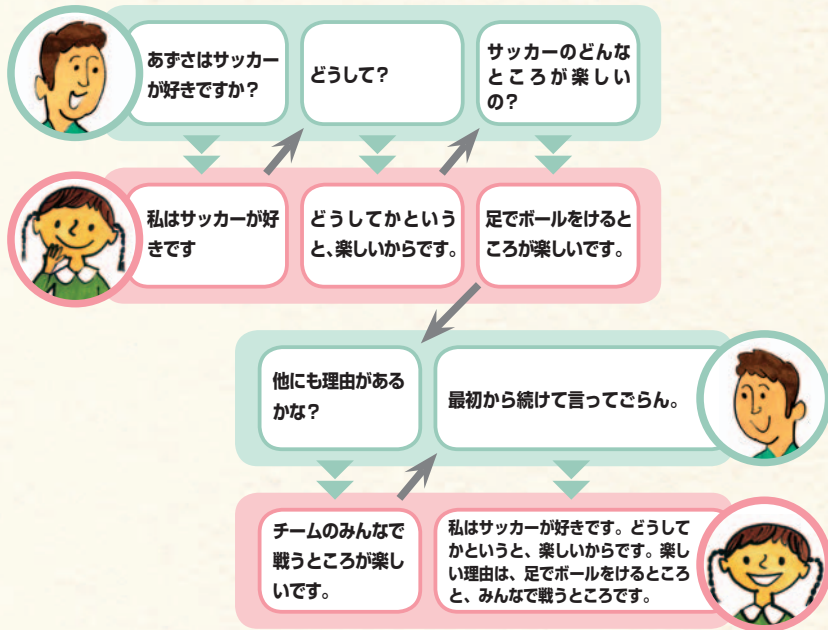 あずさはサッカー
が好きですか？
私はサッカーが好
きです
どうして？
どうしてかという
と、楽しいからです。
サッカーのどんな
ところが楽しい
の？
足でボールをけると
ころが楽しいです。
他にも理由がある
かな？
チームのみんなで
戦うところが楽し
いです。
最初から続けて言ってごらん。
私はサッカーが好きです。どうして
かというと、楽しいからです。楽し
い理由は、足でボールをけるところ
と、みんなで戦うところです。